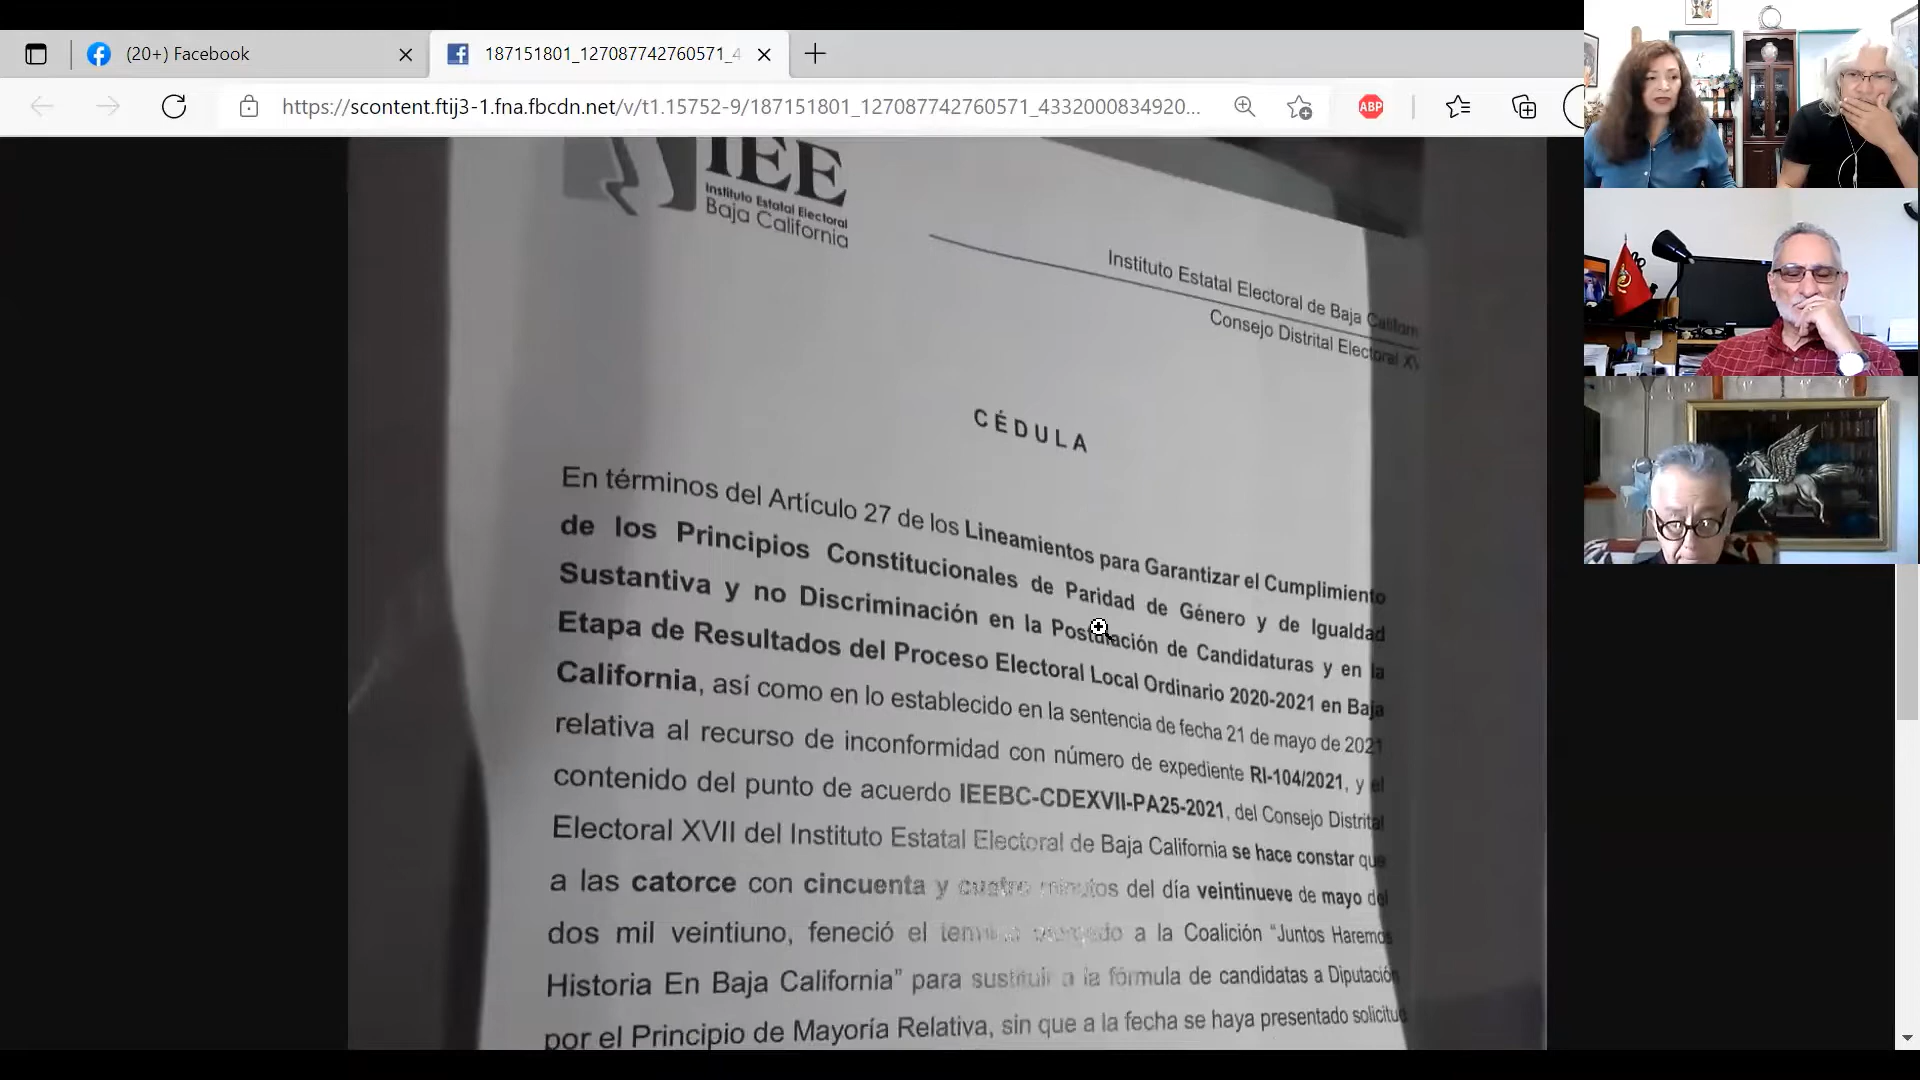 (20+) Facebook
187151801_127087742760571_4
https://scontent.ftij3-1.fna.fbcdn.net/v/t1.15752-9/187151801_127087742760571_4332000834920...
ABP
IEE
Instituto Estatal Electoral
Baja California
Instituto Estatal Electoral de Baja Californ
Consejo Distrital Electoral XV
CÉDULA
En términos del Artículo 27 de los Lineamientos para Garantizar el Cumplimiento
de los Principios Constitucionales de Paridad de Género y de Igualdad
Sustantiva y no Discriminación en la Postulación de Candidaturas y en la
Etapa de Resultados del Proceso Electoral Local Ordinario 2020-2021 en Baja
California, así como en lo establecido en la sentencia de fecha 21 de mayo de 2021
relativa al recurso de inconformidad con número de expediente RI-104/2021, y el
contenido del punto de acuerdo IEEBC-CDEXVII-PA25-2021, del Consejo Distrital
Electoral XVII del Instituto Estatal Electoral de Baja California se hace constar que
a las catorce con cincuenta y cuatro minutos del día veintinueve de mayo del
dos mil veintiuno, feneció el a la Coalición "Juntos Haremos
Historia En Baja California" para sustituir a la fórmula de candidatas a Diputación
por el Principio de Mayoría Relativa, sin que a la fecha se haya presentado solicitud